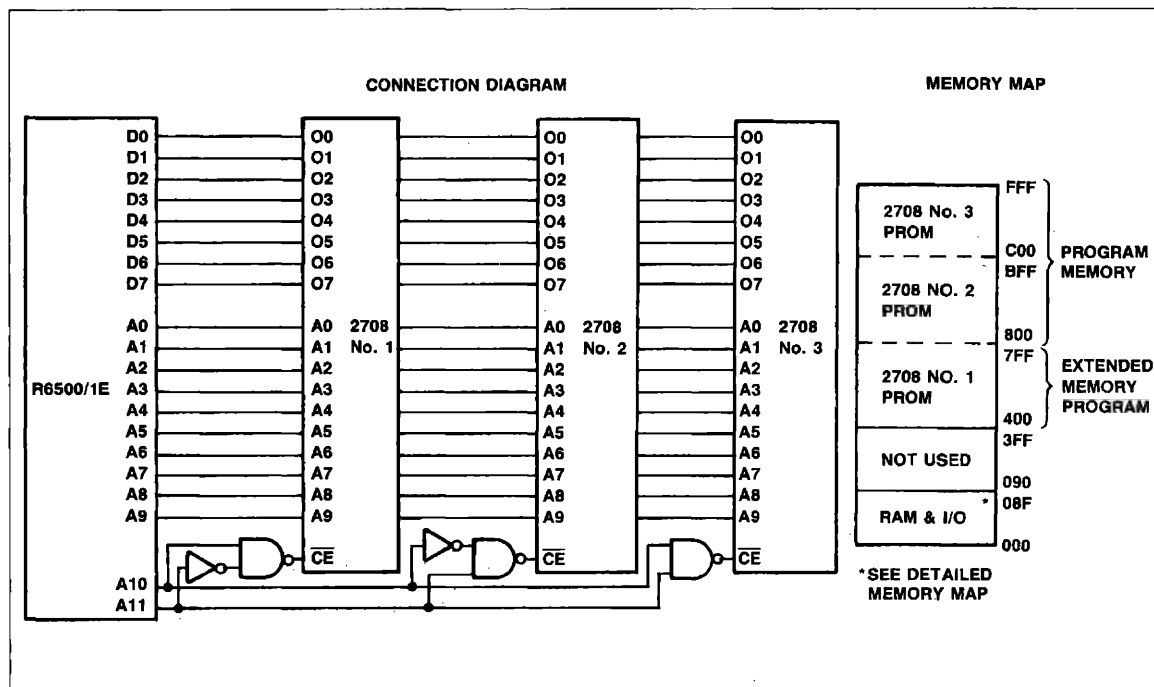 CONNECTION DIAGRAM
MEMORY MAP
R6500/1E
D0
D1
D2
D3
D4
D5
D6
D7
A0
A1
A2
A3
A4
A5
A6
A7
A8
A9
A10
A11
O0
O1
O2
O3
O4
O5
O6
O7
A0
A1
A2
A3
A4
A5
A6
A7
A8
A9
CE
2708
No. 1
O0
O1
O2
O3
O4
O5
O6
O7
A0
A1
A2
A3
A4
A5
A6
A7
A8
A9
CE
2708
No. 2
O0
O1
O2
O3
O4
O5
O6
O7
A0
A1
A2
A3
A4
A5
A6
A7
A8
A9
CE
2708
No. 3
2708 No. 3
PROM
2708 NO. 2
PROM
2708 NO. 1
PROM
NOT USED
RAM & I/O
*
FFF
C00
BFF
800
7FF
400
3FF
090
08F
000
PROGRAM
MEMORY
EXTENDED
MEMORY
PROGRAM
*SEE DETAILED
MEMORY MAP